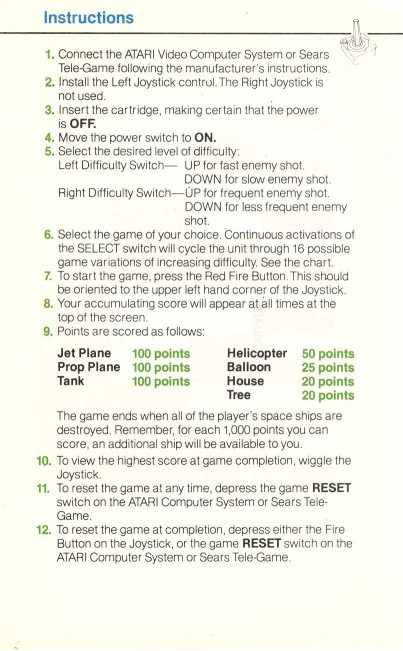 Instructions
1. Connect the ATARI Video Computer System or Sears
Tele-Game following the manufacturer's instructions.
2. Install the Left Joystick control. The Right Joystick is
not used.
3. Insert the cartridge, making certain that the power
is OFF.
4. Move the power switch to ON.
5. Select the desired level of difficulty:
Left Difficulty Switch— UP for fast enemy shot.
DOWN for slow enemy shot.
Right Difficulty Switch—UP for frequent enemy shot.
DOWN for less frequent enemy
shot.
6. Select the game of your choice. Continuous activations of
the SELECT switch will cycle the unit through 16 possible
game variations of increasing difficulty. See the chart.
7. To start the game, press the Red Fire Button. This should
be oriented to the upper left hand corner of the Joystick.
8. Your accumulating score will appear at all times at the
top of the screen.
9. Points are scored as follows:
Jet Plane 100 points Helicopter 50 points
Prop Plane 100 points Balloon 25 points
Tank 100 points House 20 points
Tree 20 points
The game ends when all of the player's space ships are
destroyed. Remember, for each 1,000 points you can
score, an additional ship will be available to you.
10. To view the highest score at game completion, wiggle the
Joystick.
11. To reset the game at any time, depress the game RESET
switch on the ATARI Computer System or Sears Tele-
Game.
12. To reset the game at completion, depress either the Fire
Button on the Joystick, or the game RESET switch on the
ATARI Computer System or Sears Tele-Game.